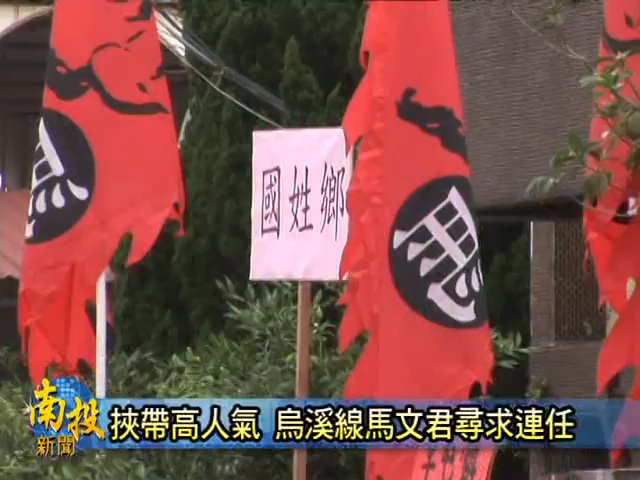 馬
國姓鄉
馬
南投
新聞
挾帶高人氣 烏溪線馬文君尋求連任